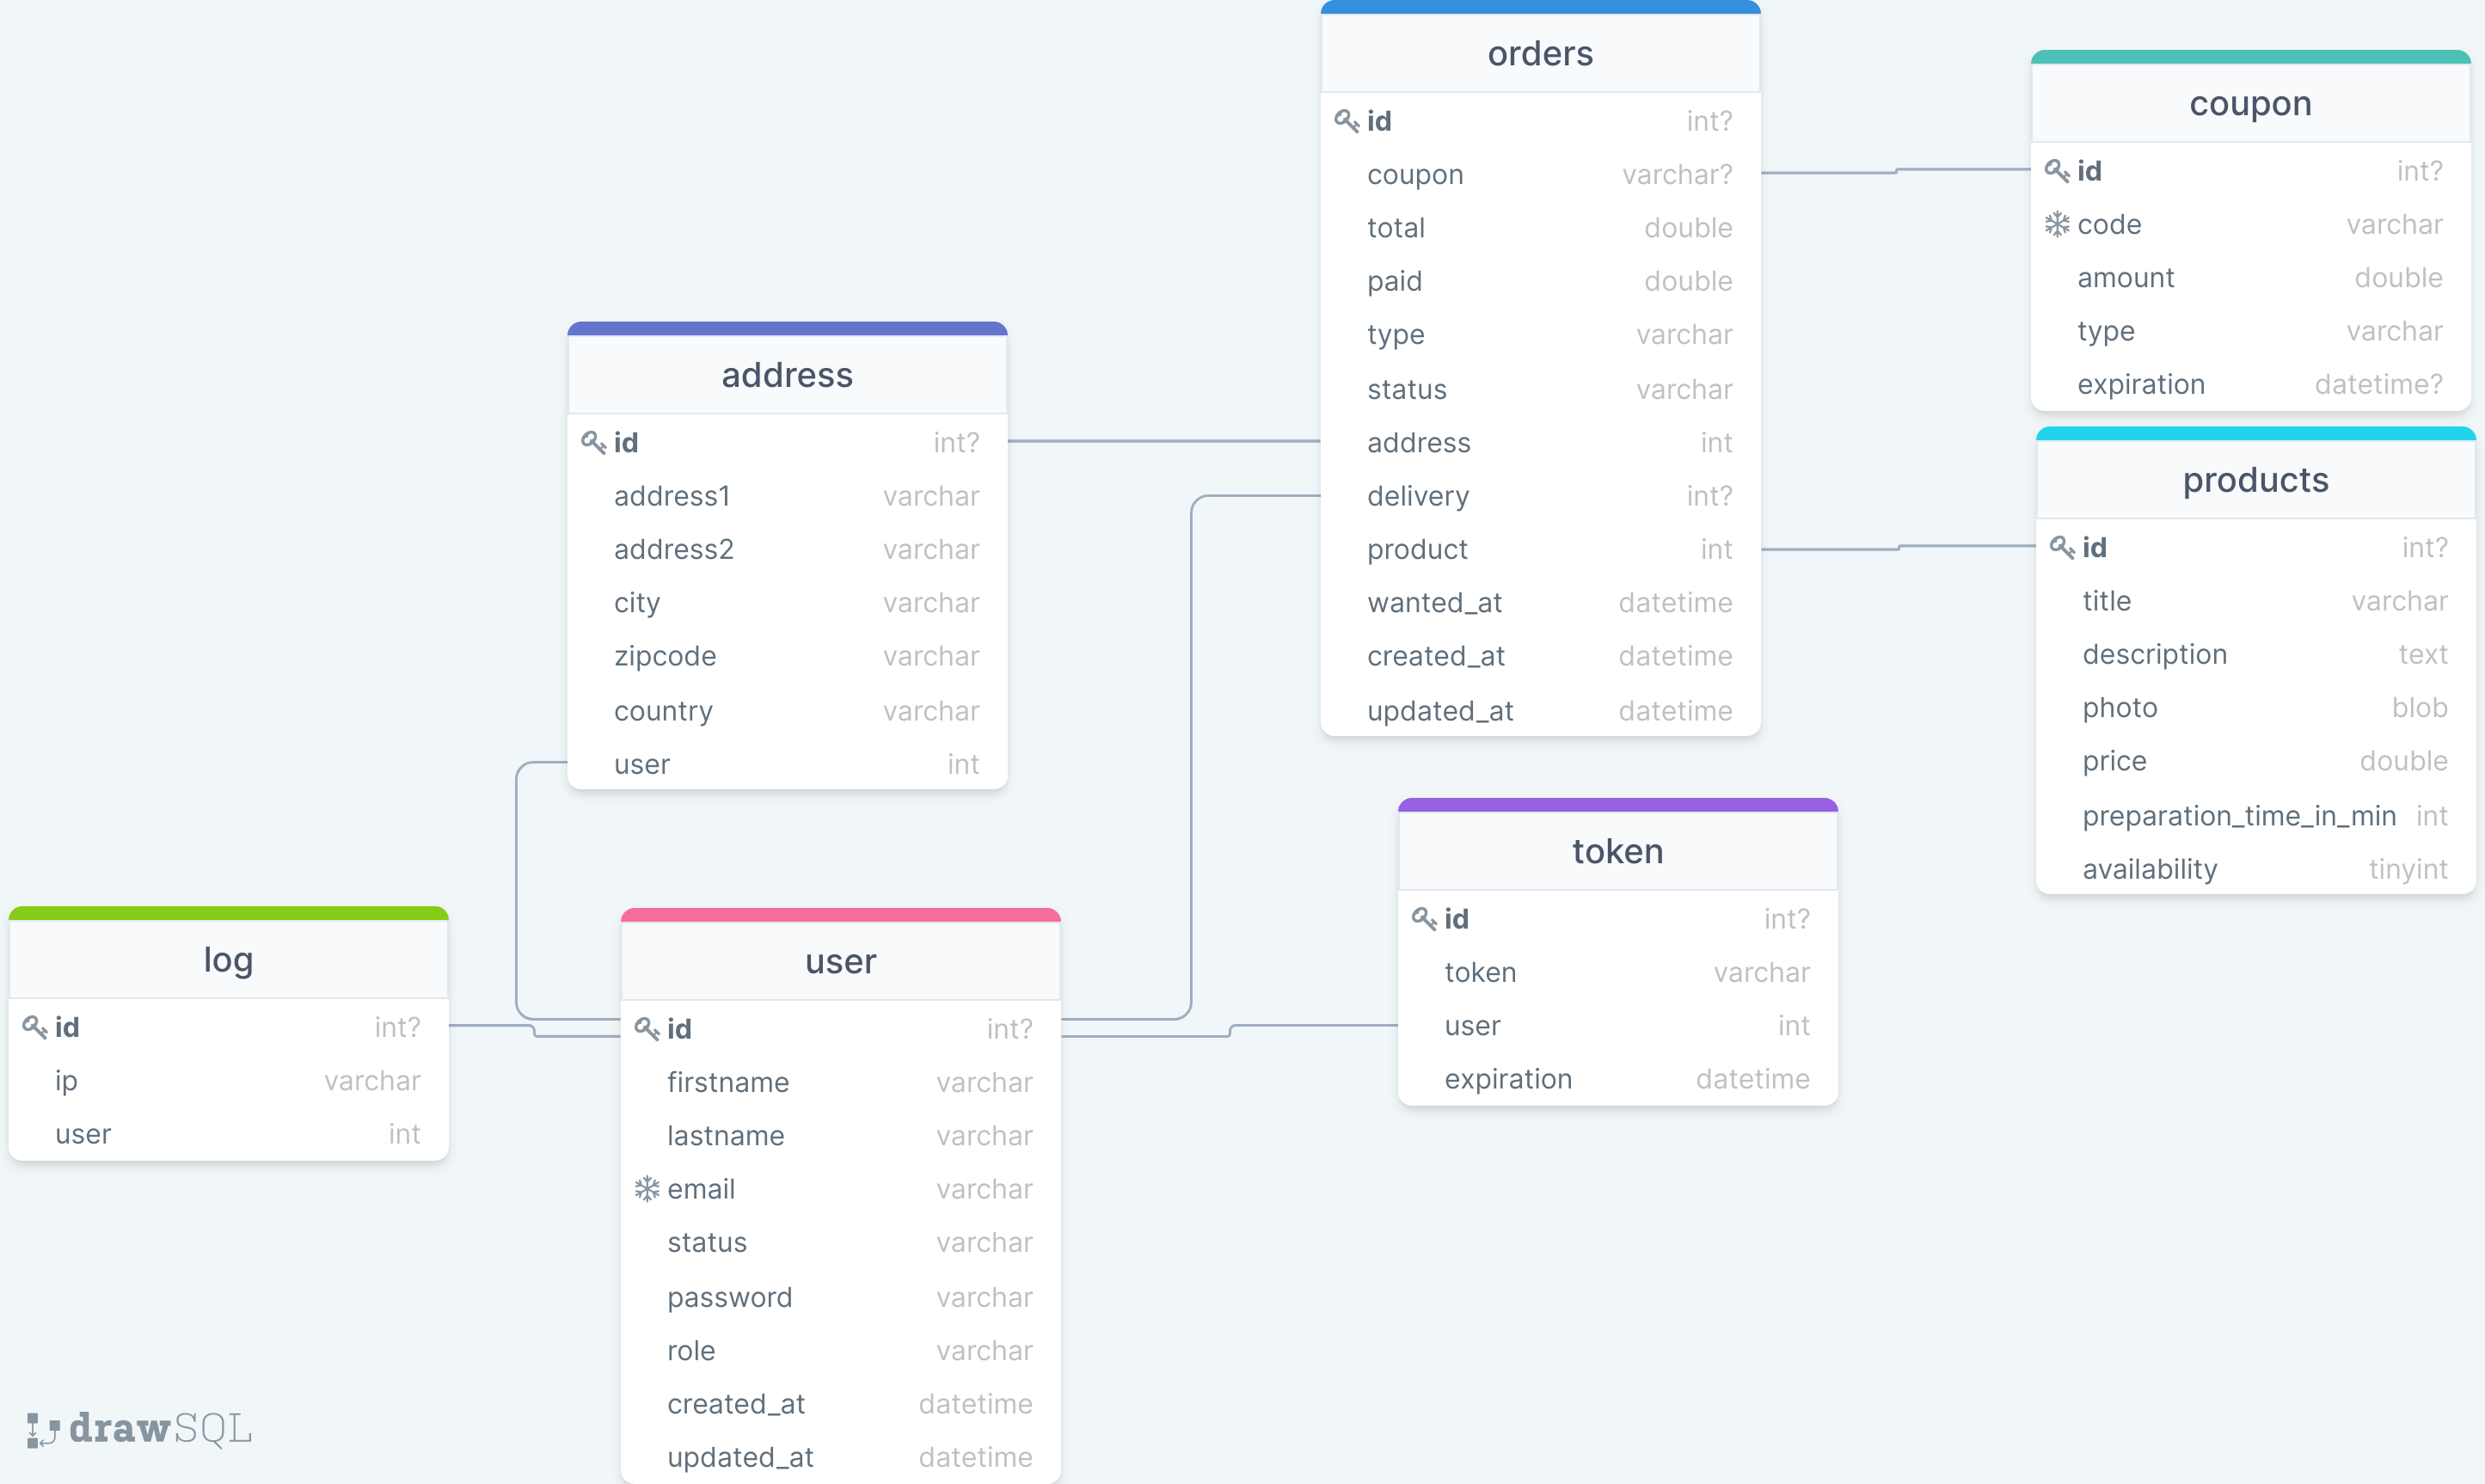 orders
id int?
coupon varchar?
total double
paid double
type varchar
status varchar
address int
delivery int?
product int
wanted_at datetime
created_at datetime
updated_at datetime
coupon
id int?
code varchar
amount double
type varchar
expiration datetime?
address
id int?
address1 varchar
address2 varchar
city varchar
zipcode varchar
country varchar
user int
products
id int?
title varchar
description text
photo blob
price double
preparation_time_in_min int
availability tinyint
token
id int?
token varchar
user int
expiration datetime
log
id int?
ip varchar
user int
user
id int?
firstname varchar
lastname varchar
email varchar
status varchar
password varchar
role varchar
created_at datetime
updated_at datetime
drawSQL